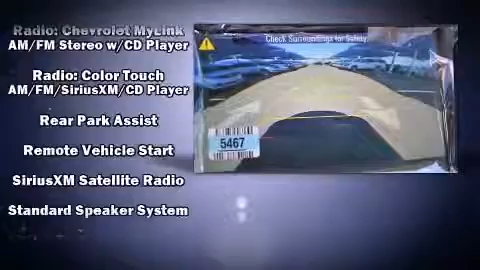 Radio: Chevrolet MyLink
AM/FM Stereo w/CD Player
Radio: Color Touch
AM/FM/SiriusXM/CD Player
Rear Park Assist
Remote Vehicle Start
SiriusXM Satellite Radio
Standard Speaker System
Check Surroundings for Safety
5467